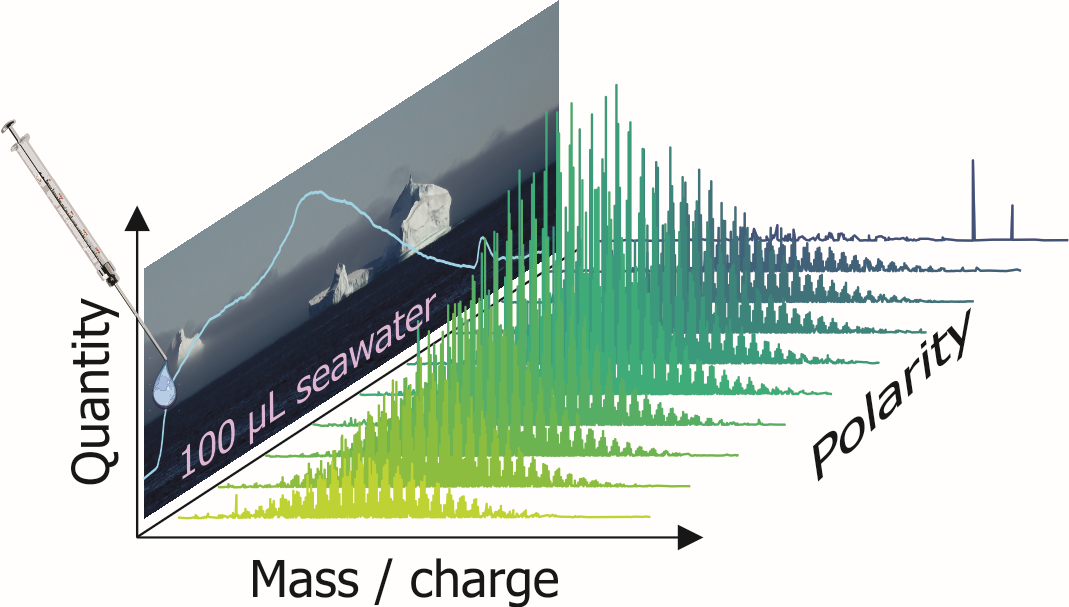 Quantity
100 µL seawater
Polarity
Mass / charge